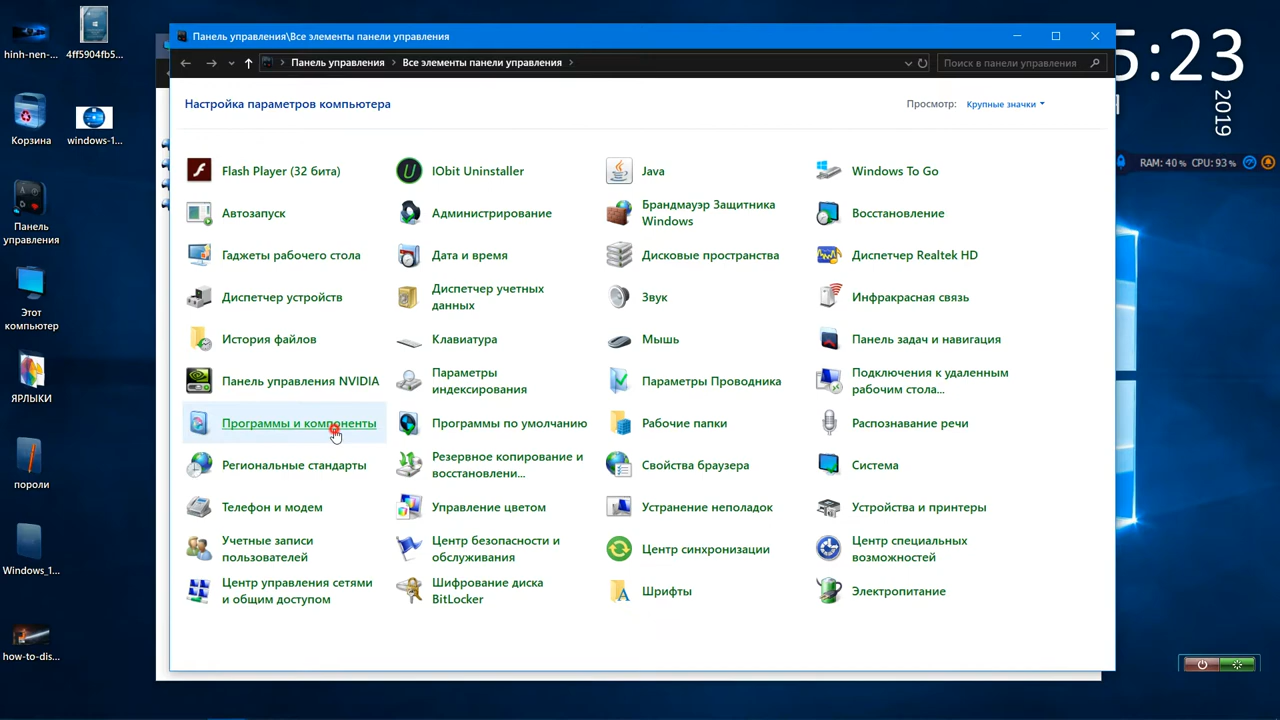 hinh-nen-...
4ff5904fb5...
Корзина
windows-1...
Панель
управления
Этот
компьютер
ЯРЛЫКИ
пороли
Windows_1...
how-to-dis...
Панель управления\Все элементы панели управления
Панель управления
Все элементы панели управления
Поиск в панели управления
Настройка параметров компьютера
Просмотр:
Крупные значки
Flash Player (32 бита)
IObit Uninstaller
Java
Windows To Go
Автозапуск
Администрирование
Брандмауэр Защитника
Windows
Восстановление
Гаджеты рабочего стола
Дата и время
Дисковые пространства
Диспетчер Realtek HD
Диспетчер устройств
Диспетчер учетных
данных
Звук
Инфракрасная связь
История файлов
Клавиатура
Мышь
Панель задач и навигация
Панель управления NVIDIA
Параметры
индексирования
Параметры Проводника
Подключения к удаленным
рабочим стола...
Программы и компоненты
Программы по умолчанию
Рабочие папки
Распознавание речи
Региональные стандарты
Резервное копирование и
восстановлени...
Свойства браузера
Система
Телефон и модем
Управление цветом
Устранение неполадок
Устройства и принтеры
Учетные записи
пользователей
Центр безопасности и
обслуживания
Центр синхронизации
Центр специальных
возможностей
Центр управления сетями
и общим доступом
Шифрование диска
BitLocker
Шрифты
Электропитание
5:23
2019
RAM: 40% CPU: 93%